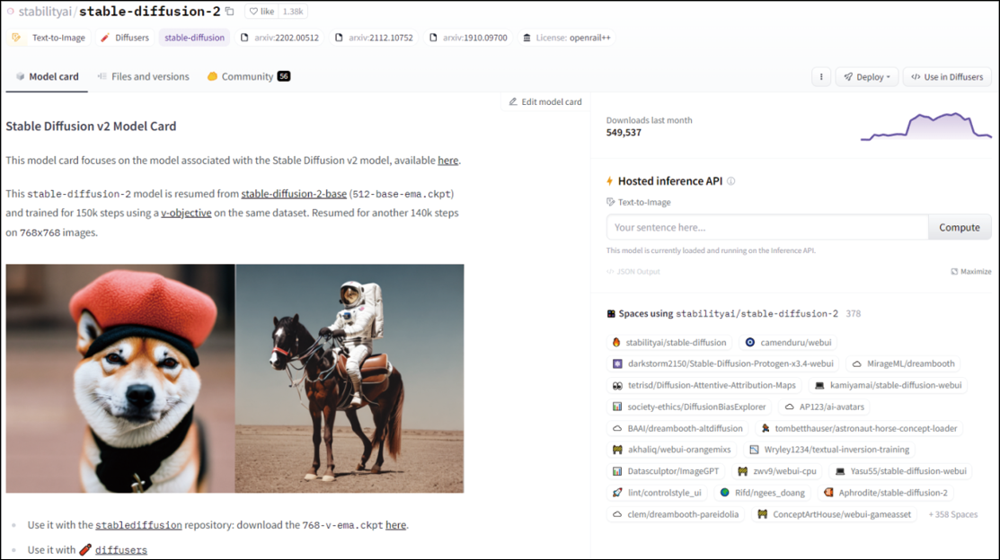 stabilityai/stable-diffusion-2 like 1.38k
Text-to-Image Diffusers stable-diffusion arxiv:2202.00512 arxiv:2112.10752 arxiv:1910.09700 License: openrail++
Model card Files and versions Community 56 Deploy Use in Diffusers
Edit model card
Stable Diffusion v2 Model Card
This model card focuses on the model associated with the Stable Diffusion v2 model, available here.
This stable-diffusion-2 model is resumed from stable-diffusion-2-base (512-base-ema.ckpt)
and trained for 150k steps using a v-objective on the same dataset. Resumed for another 140k steps
on 768x768 images.
Use it with the stablediffusion repository: download the 768-v-ema.ckpt here.
Use it with diffusers
Downloads last month
549,537
Hosted inference API
Text-to-Image
Your sentence here... Compute
This model is currently loaded and running on the Inference API.
JSON Output Maximize
Spaces using stabilityai/stable-diffusion-2 378
stabilityai/stable-diffusion camenduru/webui
darkstorm2150/Stable-Diffusion-Protogen-x3.4-webui MirageML/dreambooth
tetrisd/Diffusion-Attentive-Attribution-Maps kamiyamai/stable-diffusion-webui
society-ethics/DiffusionBiasExplorer AP123/ai-avatars
BAAI/dreambooth-altdiffusion tombetthauser/astronaut-horse-concept-loader
akhaliq/webui-orangemixs Wryley1234/textual-inversion-training
Datasculptor/ImageGPT zwv9/webui-cpu Yasu55/stable-diffusion-webui
lint/controlstyle_ui Rifd/ngees_doang Aphrodite/stable-diffusion-2
clem/dreambooth-pareidolia ConceptArtHouse/webui-gameasset + 358 Spaces